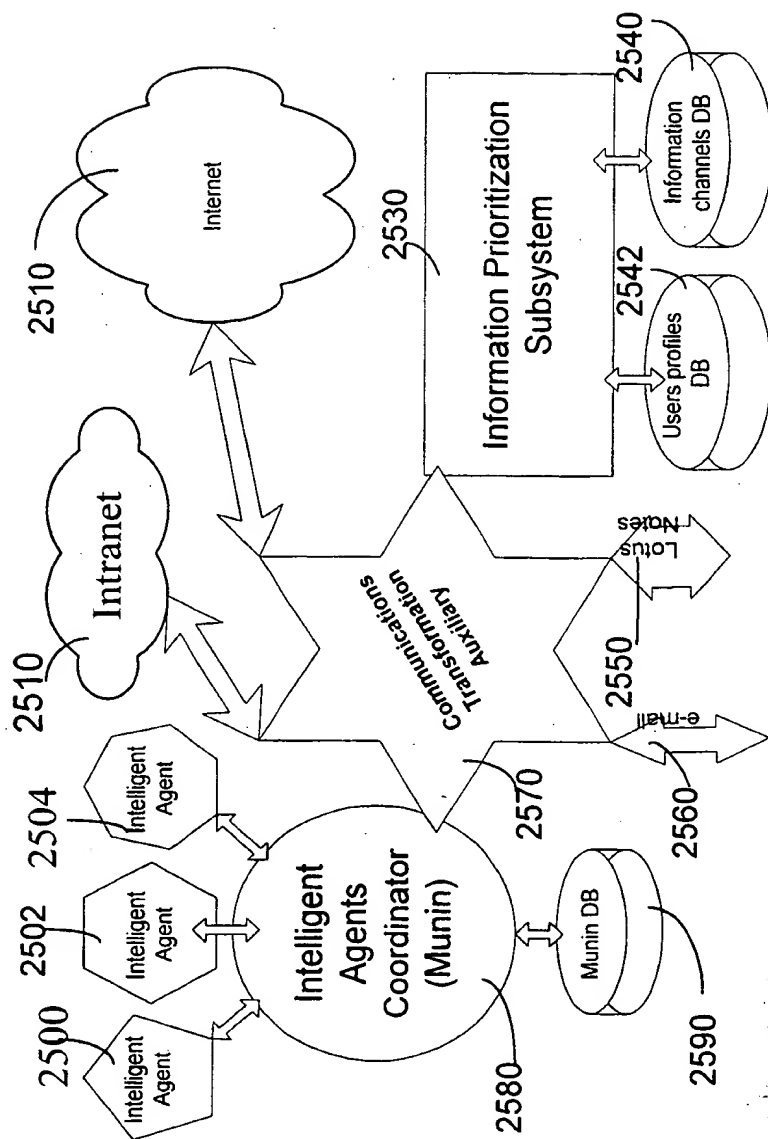 2510
Internet
2510
Intranet
2504
Intelligent
Agent
2502
Intelligent
Agent
2500
Intelligent
Agent
Intelligent
Agents
Coordinator
(Munin)
2580
Munin DB
2590
Communications
Transformation
Auxiliary
2570
e-mail
2560
Lotus
Notes
2550
2530
Information Prioritization
Subsystem
Users profiles
DB
2542
Information
channels DB
2540